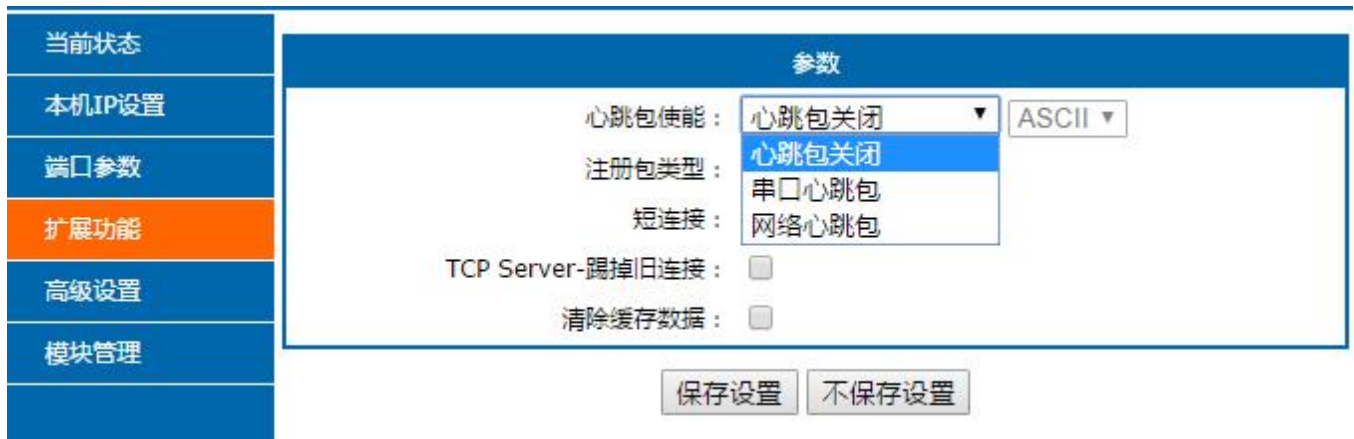 当前状态
本机IP设置
端口参数
扩展功能
高级设置
模块管理
参数
心跳包使能： 心跳包关闭 ASCII
心跳包关闭
注册包类型：
串口心跳包
短连接： 网络心跳包
TCP Server-踢掉旧连接：
清除缓存数据：
保存设置 不保存设置